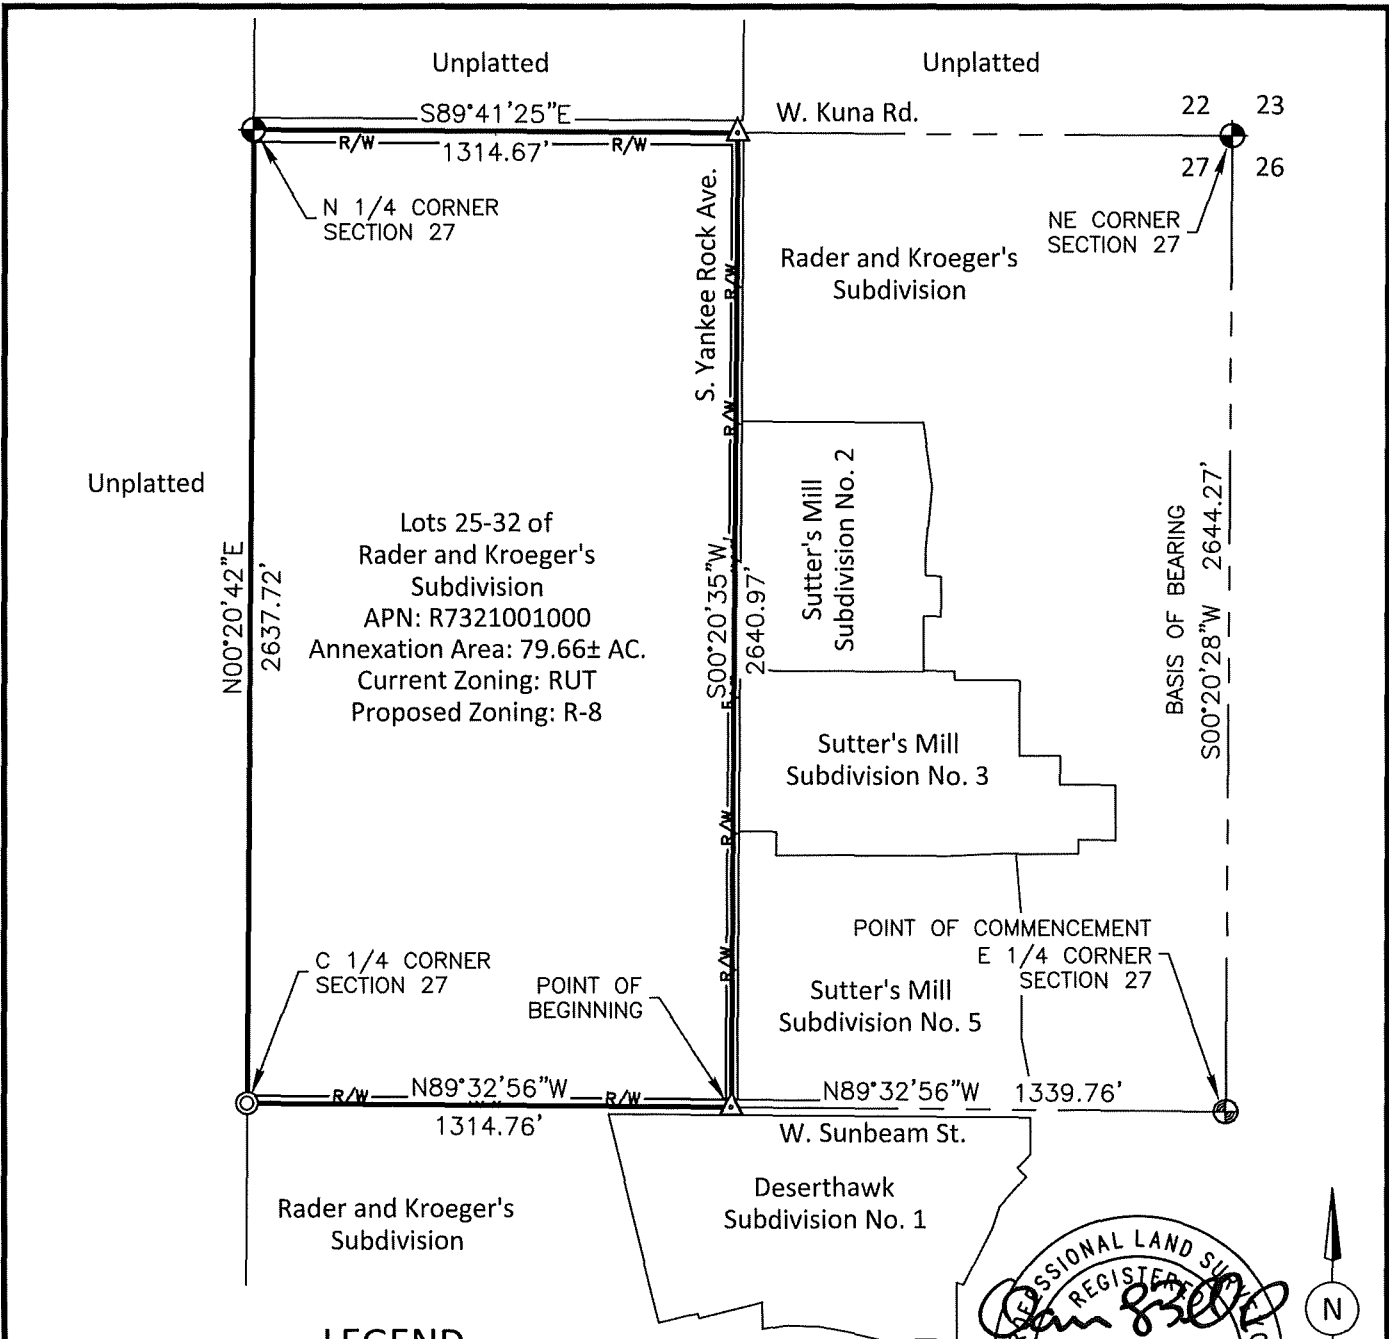 Unplatted
Unplatted
S89°41'25"E
W. Kuna Rd.
22 23
R/W
1314.67'
R/W
27 26
N 1/4 CORNER
SECTION 27
NE CORNER
SECTION 27
S. Yankee Rock Ave.
R/W
Rader and Kroeger's
Subdivision
R/W
Unplatted
Sutter's Mill
Subdivision No. 2
Lots 25-32 of
Rader and Kroeger's
Subdivision
APN: R7321001000
Annexation Area: 79.66± AC.
Current Zoning: RUT
Proposed Zoning: R-8
N00°20'42"E
2637.72'
S00°20'35"W
2640.97'
BASIS OF BEARING
S00°20'28"W 2644.27'
Sutter's Mill
Subdivision No. 3
R/W
POINT OF COMMENCEMENT
E 1/4 CORNER
SECTION 27
C 1/4 CORNER
SECTION 27
POINT OF
BEGINNING
R/W
Sutter's Mill
Subdivision No. 5
R/W
N89°32'56"W
R/W
1314.76'
N89°32'56"W 1339.76'
W. Sunbeam St.
Rader and Kroeger's
Subdivision
Deserthawk
Subdivision No. 1
LAND
REGISTERED
N
LEGEND